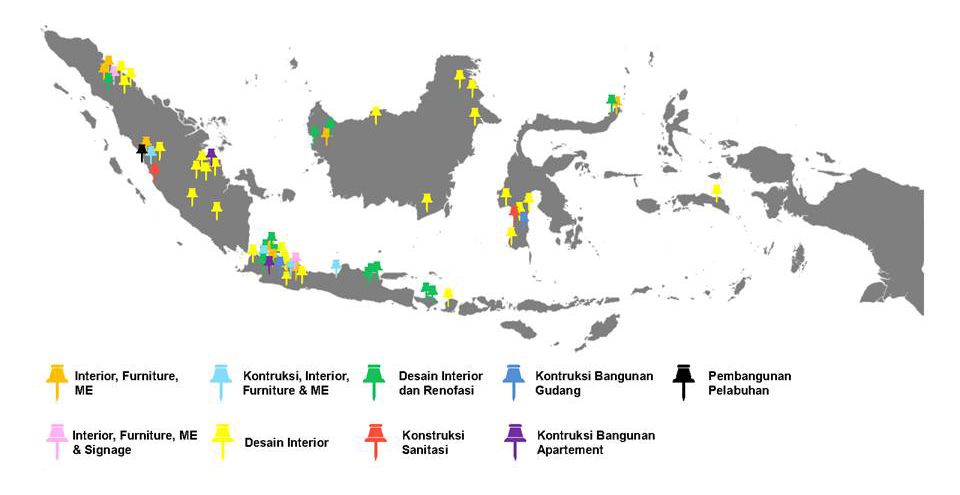 Interior, Furniture,
ME
Kontruksi, Interior,
Furniture & ME
Desain Interior
dan Renofasi
Kontruksi Bangunan
Gudang
Pembangunan
Pelabuhan
Interior, Furniture, ME
& Signage
Desain Interior
Konstruksi
Sanitasi
Kontruksi Bangunan
Apartement